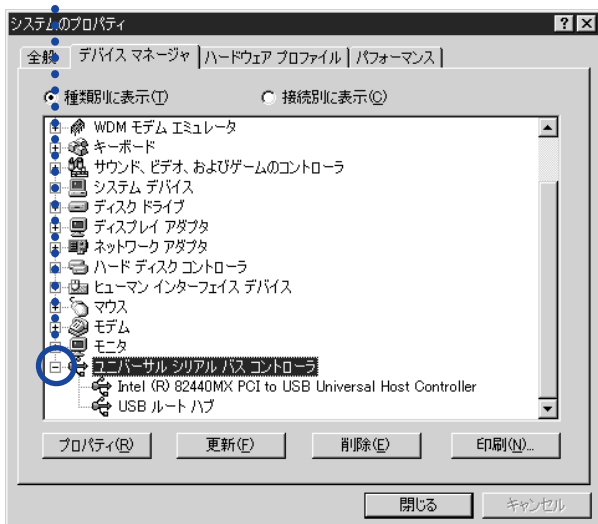 システムのプロパティ
全般 デバイス マネージャ ハードウェア プロファイル パフォーマンス
種類別に表示(T) 接続別に表示(C)
WDM モデム エミュレータ
キーボード
サウンド、ビデオ、およびゲームのコントローラ
システム デバイス
ディスク ドライブ
ディスプレイ アダプタ
ネットワーク アダプタ
ハード ディスク コントローラ
ヒューマン インターフェイス デバイス
マウス
モデム
モニタ
ユニバーサル シリアル バス コントローラ
Intel (R) 82440MX PCI to USB Universal Host Controller
USB ルート ハブ
プロパティ(R) 更新(F) 削除(E) 印刷(N)...
閉じる キャンセル